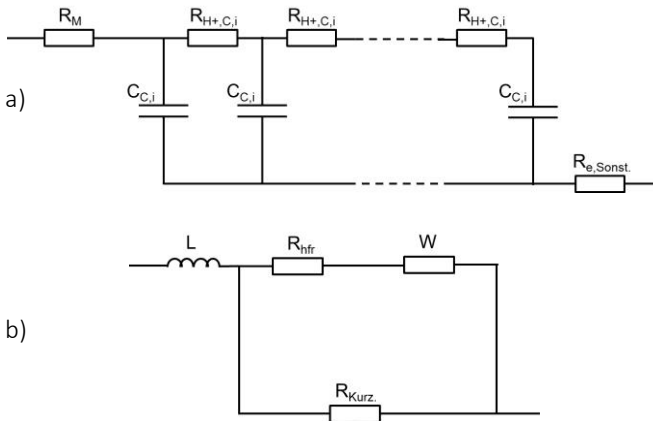 R_M R_H+,C,i R_H+,C,i R_H+,C,i
a) C_C,i C_C,i C_C,i
R_e,Sonst.
L R_hfr W
b)
R_Kurz.